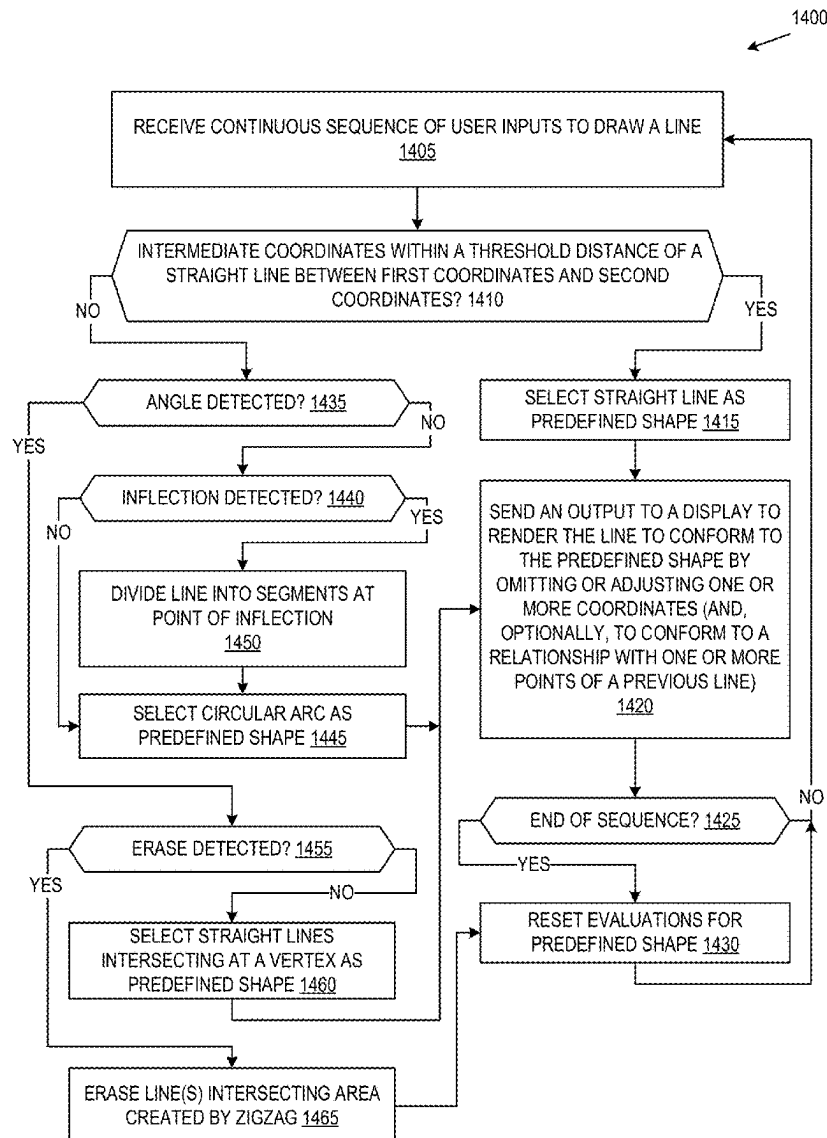 1400
RECEIVE CONTINUOUS SEQUENCE OF USER INPUTS TO DRAW A LINE
1405
INTERMEDIATE COORDINATES WITHIN A THRESHOLD DISTANCE OF A
STRAIGHT LINE BETWEEN FIRST COORDINATES AND SECOND
COORDINATES? 1410
NO
YES
ANGLE DETECTED? 1435
YES
NO
SELECT STRAIGHT LINE AS
PREDEFINED SHAPE 1415
INFLECTION DETECTED? 1440
NO
YES
DIVIDE LINE INTO SEGMENTS AT
POINT OF INFLECTION
1450
SELECT CIRCULAR ARC AS
PREDEFINED SHAPE 1445
SEND AN OUTPUT TO A DISPLAY TO
RENDER THE LINE TO CONFORM TO
THE PREDEFINED SHAPE BY
OMITTING OR ADJUSTING ONE OR
MORE COORDINATES (AND,
OPTIONALLY, TO CONFORM TO A
RELATIONSHIP WITH ONE OR MORE
POINTS OF A PREVIOUS LINE)
1420
END OF SEQUENCE? 1425
NO
YES
ERASE DETECTED? 1455
YES
NO
SELECT STRAIGHT LINES
INTERSECTING AT A VERTEX AS
PREDEFINED SHAPE 1460
RESET EVALUATIONS FOR
PREDEFINED SHAPE 1430
ERASE LINE(S) INTERSECTING AREA
CREATED BY ZIGZAG 1465